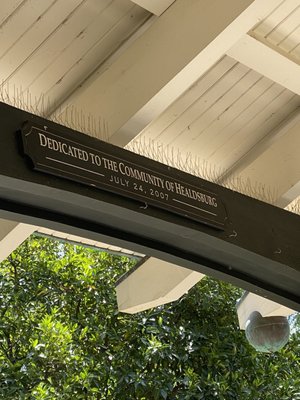 DEDICATED TO THE COMMUNITY OF HEALDSBURG
JULY 24, 2007